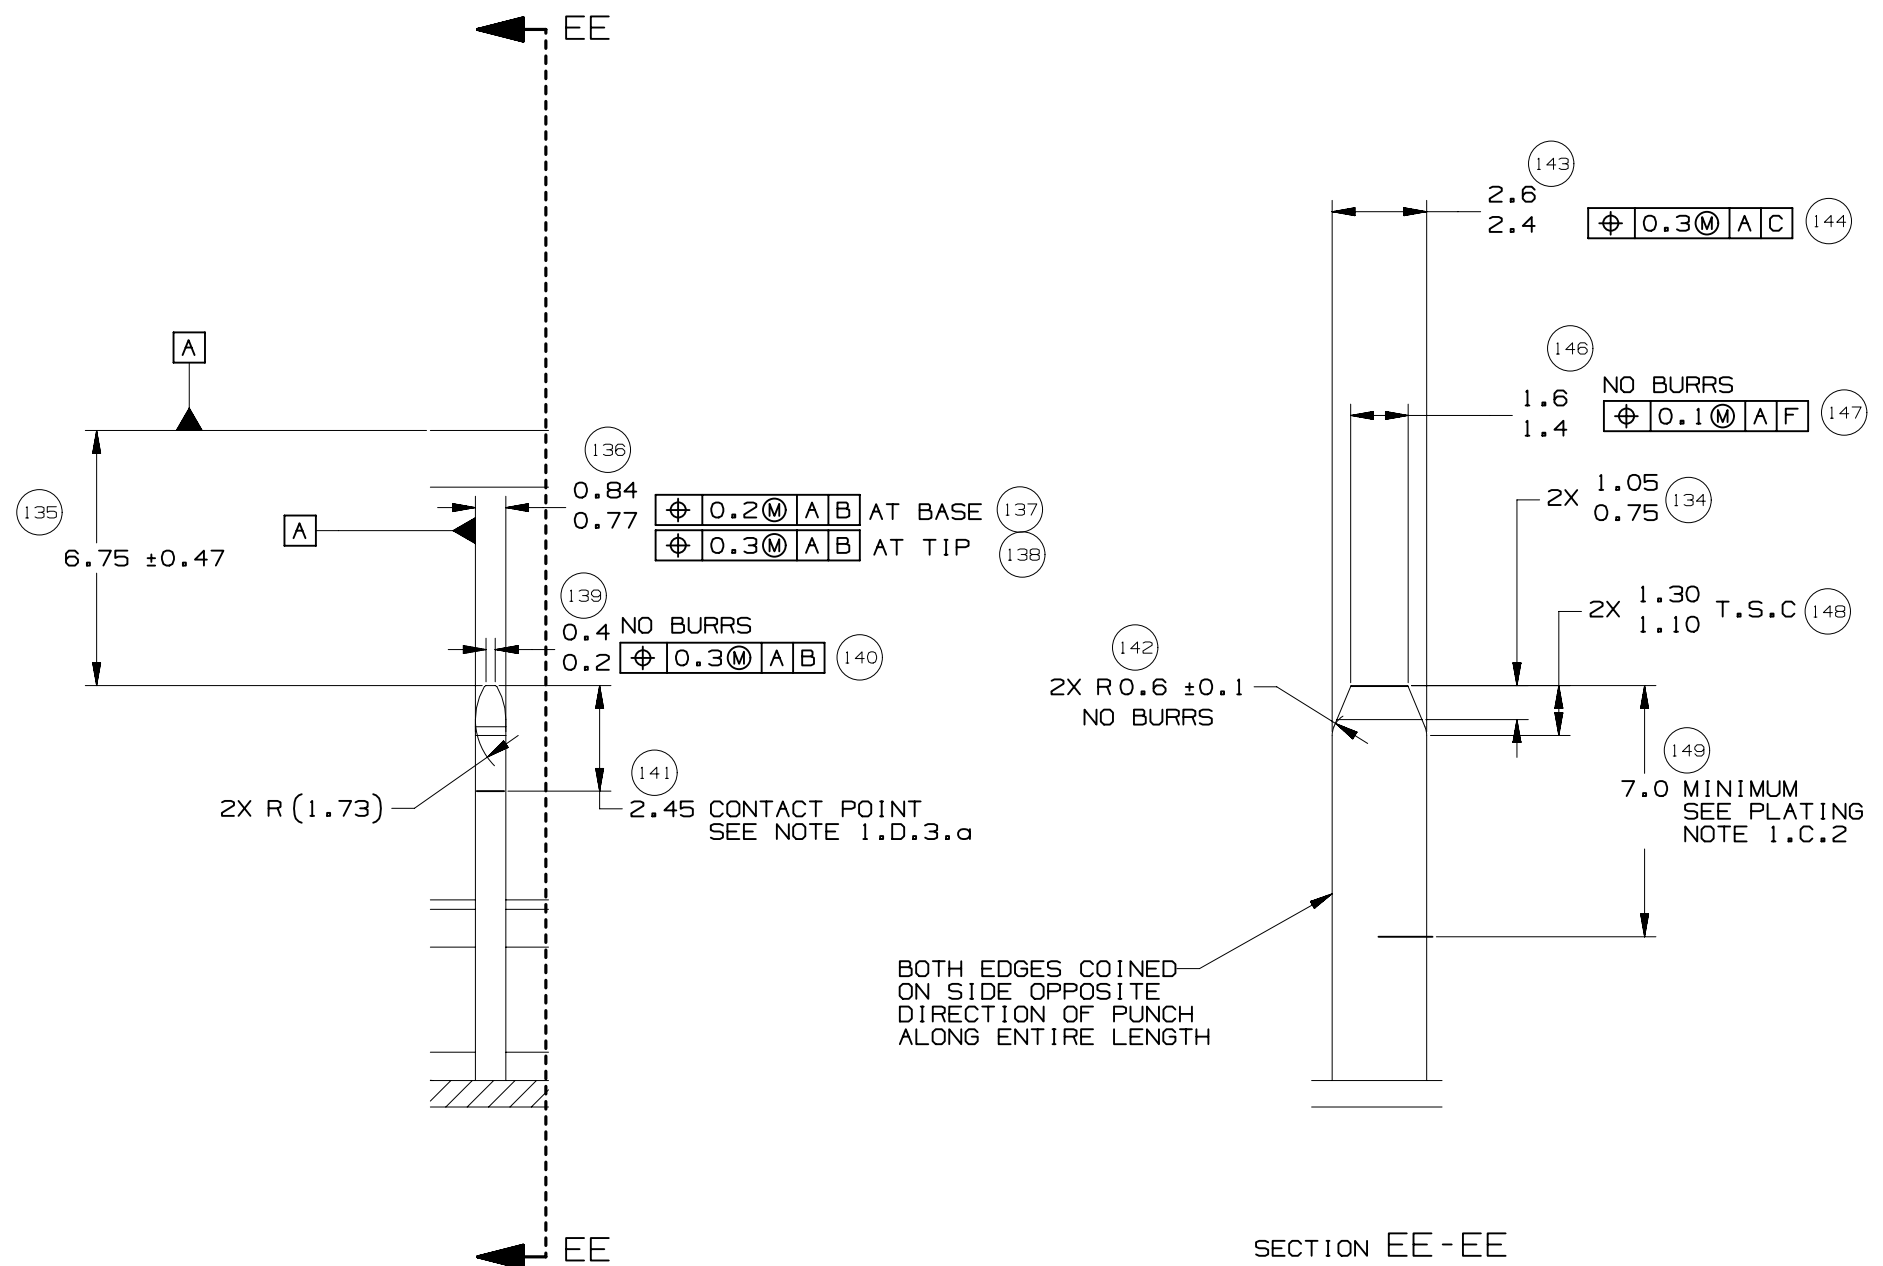 EE
143
2.6
2.4
⌖ 0.3Ⓜ A C
144
A
146
NO BURRS
1.6
1.4
⌖ 0.1Ⓜ A F
147
136
0.84
0.77
⌖ 0.2Ⓜ A B AT BASE
137
⌖ 0.3Ⓜ A B AT TIP
138
A
135
6.75 ±0.47
2X 1.05
0.75
134
139
0.4
0.2
NO BURRS
⌖ 0.3Ⓜ A B
140
2X 1.30
1.10
T.S.C
148
142
2X R0.6 ±0.1
NO BURRS
141
2.45 CONTACT POINT
SEE NOTE 1.D.3.a
2X R(1.73)
149
7.0 MINIMUM
SEE PLATING
NOTE 1.C.2
BOTH EDGES COINED
ON SIDE OPPOSITE
DIRECTION OF PUNCH
ALONG ENTIRE LENGTH
EE
SECTION EE-EE